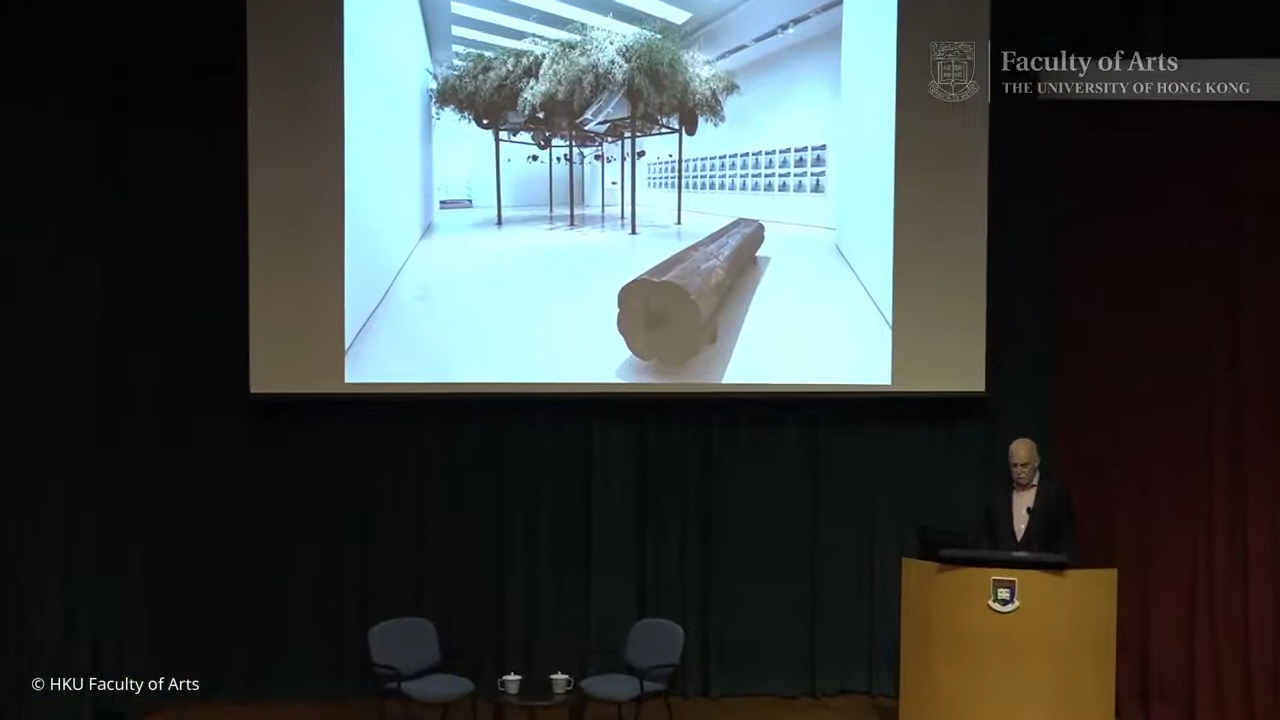 Faculty of Arts
THE UNIVERSITY OF HONG KONG
© HKU Faculty of Arts